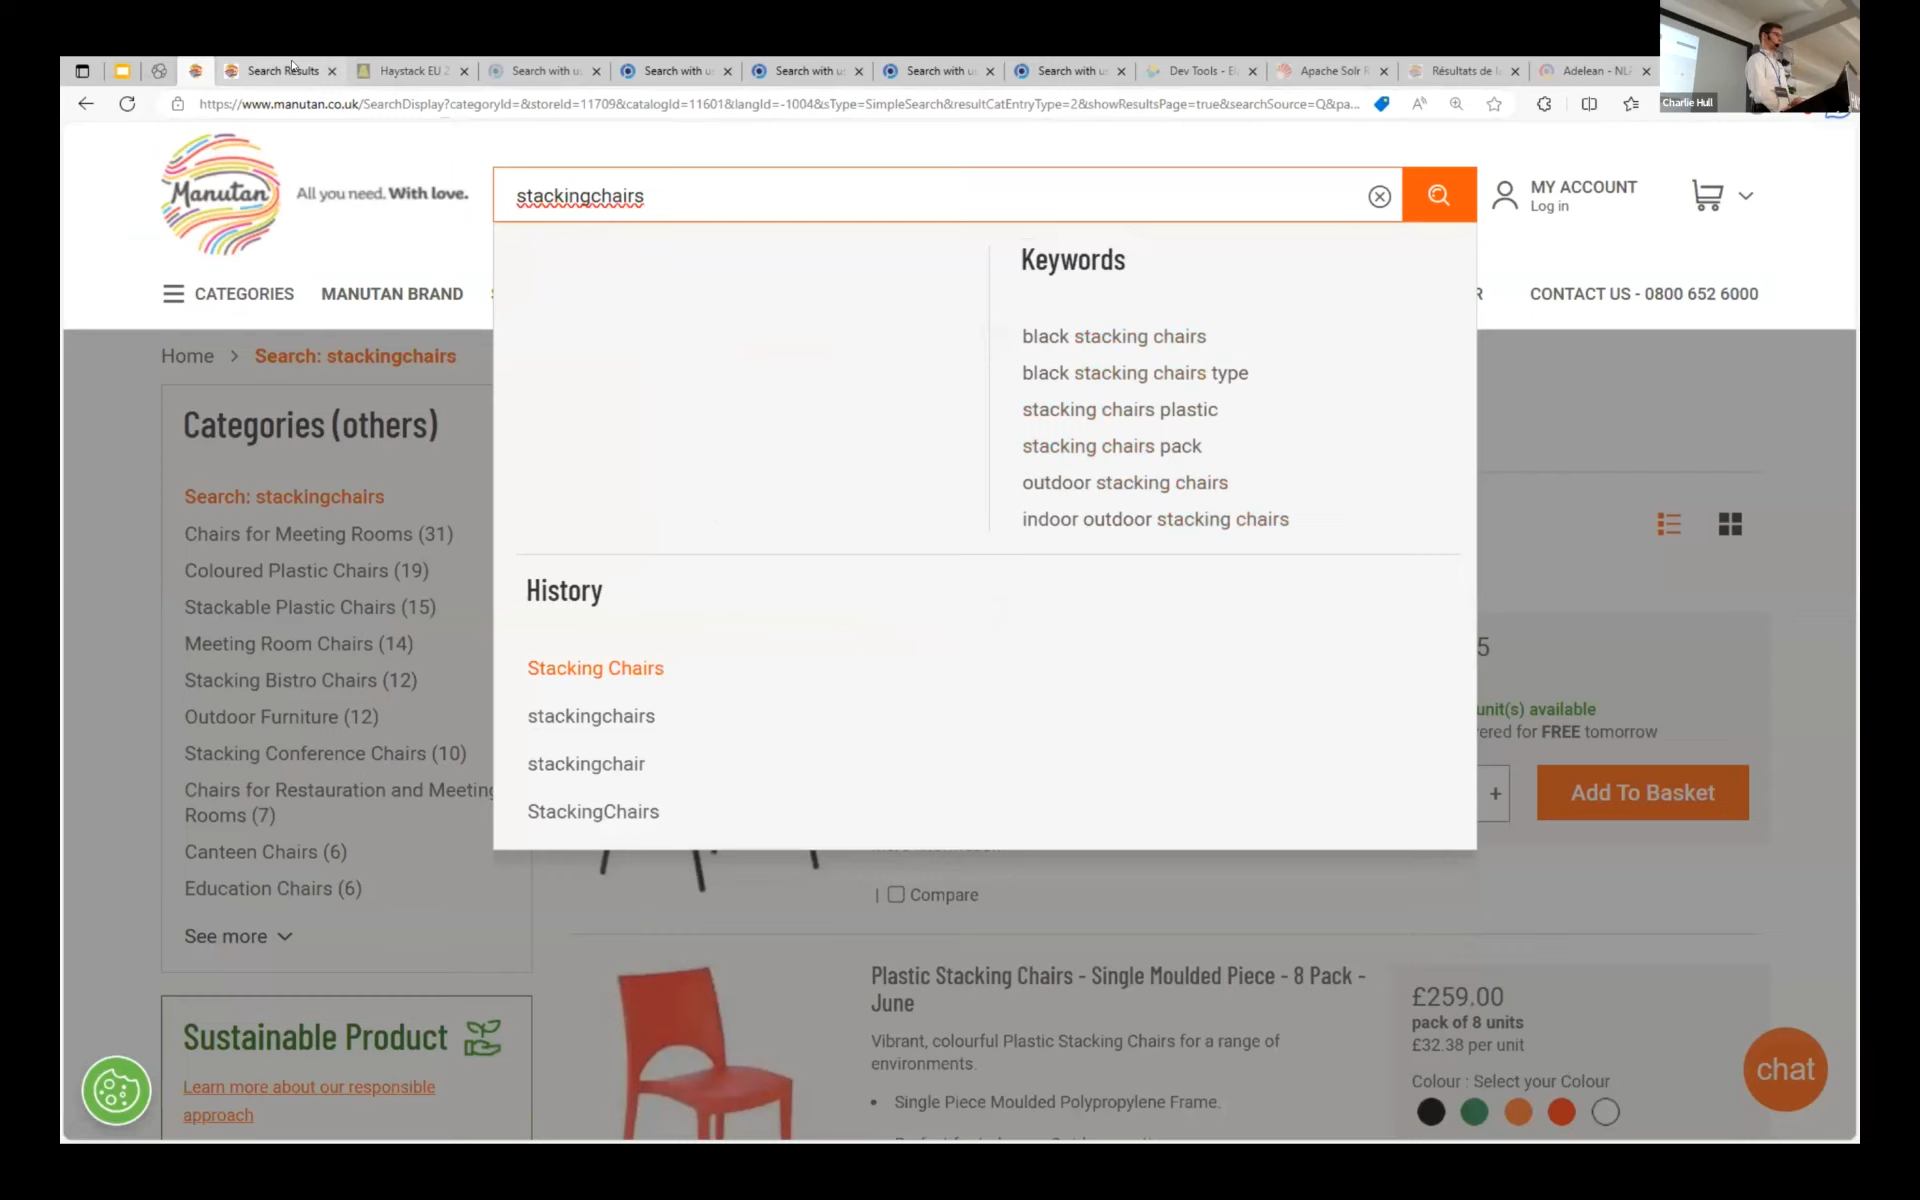 Search Results
Haystack EU 2
Search with u
Search with u
Search with u
Search with u
Search with u
Dev Tools - El
Apache Solr R
Résultats de l
Adelean - NL
Charlie Hull
https://www.manutan.co.uk/SearchDisplay?categoryId=&storeId=11709&catalogId=11601&langId=-1004&sType=SimpleSearch&resultCatEntryType=2&showResultsPage=true&searchSource=Q&pa...
Manutan
All you need. With love.
stackingchairs
MY ACCOUNT
Log in
CATEGORIES
MANUTAN BRAND
CONTACT US - 0800 652 6000
Keywords
black stacking chairs
black stacking chairs type
stacking chairs plastic
stacking chairs pack
outdoor stacking chairs
indoor outdoor stacking chairs
History
Stacking Chairs
stackingchairs
stackingchair
StackingChairs
Home > Search: stackingchairs
Categories (others)
Search: stackingchairs
Chairs for Meeting Rooms (31)
Coloured Plastic Chairs (19)
Stackable Plastic Chairs (15)
Meeting Room Chairs (14)
Stacking Bistro Chairs (12)
Outdoor Furniture (12)
Stacking Conference Chairs (10)
Chairs for Restauration and Meeting
Rooms (7)
Canteen Chairs (6)
Education Chairs (6)
See more
Sustainable Product
Learn more about our responsible
approach
5
unit(s) available
ered for FREE tomorrow
+
Add To Basket
| Compare
Plastic Stacking Chairs - Single Moulded Piece - 8 Pack -
June
Vibrant, colourful Plastic Stacking Chairs for a range of
environments.
• Single Piece Moulded Polypropylene Frame.
£259.00
pack of 8 units
£32.38 per unit
Colour : Select your Colour
chat